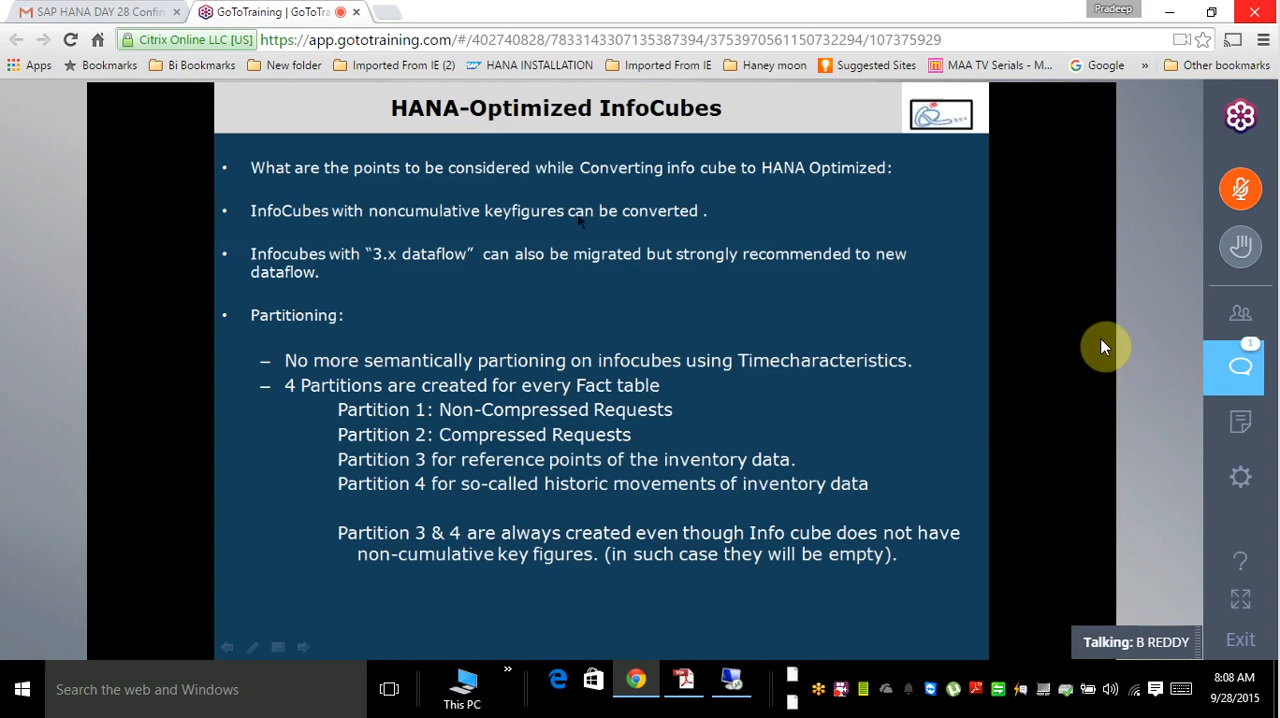 SAP HANA DAY 28 Confir
GoToTraining | GoToTra
Pradeep
Citrix Online LLC [US]
https://app.gototraining.com/#/402740828/7833143307135387394/3753970561150732294/107375929
Apps
Bookmarks
Bi Bookmarks
New folder
Imported From IE (2)
HANA INSTALLATION
Imported From IE
Haney moon
Suggested Sites
MAA TV Serials - M...
Google
»
Other bookmarks
HANA-Optimized InfoCubes
• What are the points to be considered while Converting info cube to HANA Optimized:
• InfoCubes with noncumulative keyfigures can be converted .
• Infocubes with “3.x dataflow” can also be migrated but strongly recommended to new
dataflow.
• Partitioning:
– No more semantically partioning on infocubes using Timecharacteristics.
– 4 Partitions are created for every Fact table
Partition 1: Non-Compressed Requests
Partition 2: Compressed Requests
Partition 3 for reference points of the inventory data.
Partition 4 for so-called historic movements of inventory data
Partition 3 & 4 are always created even though Info cube does not have
non-cumulative key figures. (in such case they will be empty).
1
?
Talking: B REDDY
Exit
Search the web and Windows
This PC
»
8:08 AM
9/28/2015